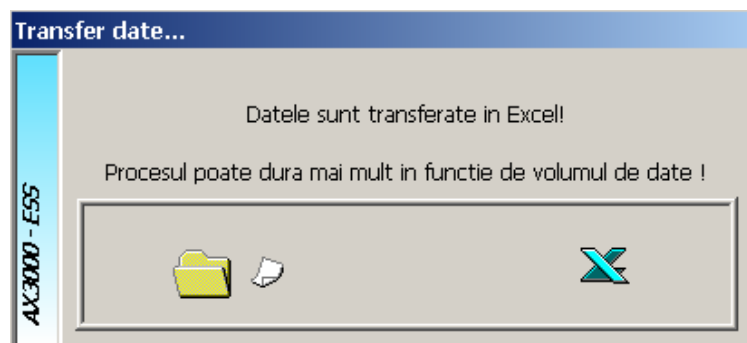 Transfer date...
Datele sunt transferate in Excel!
Procesul poate dura mai mult in functie de volumul de date !
AX3000 - ESS